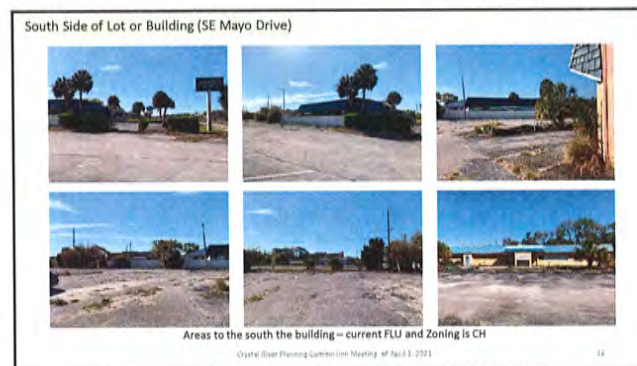 South Side of Lot or Building (SE Mayo Drive)
Areas to the south the building – current FLU and Zoning is CH
Crystal River Planning Commission Meeting of April 1, 2021